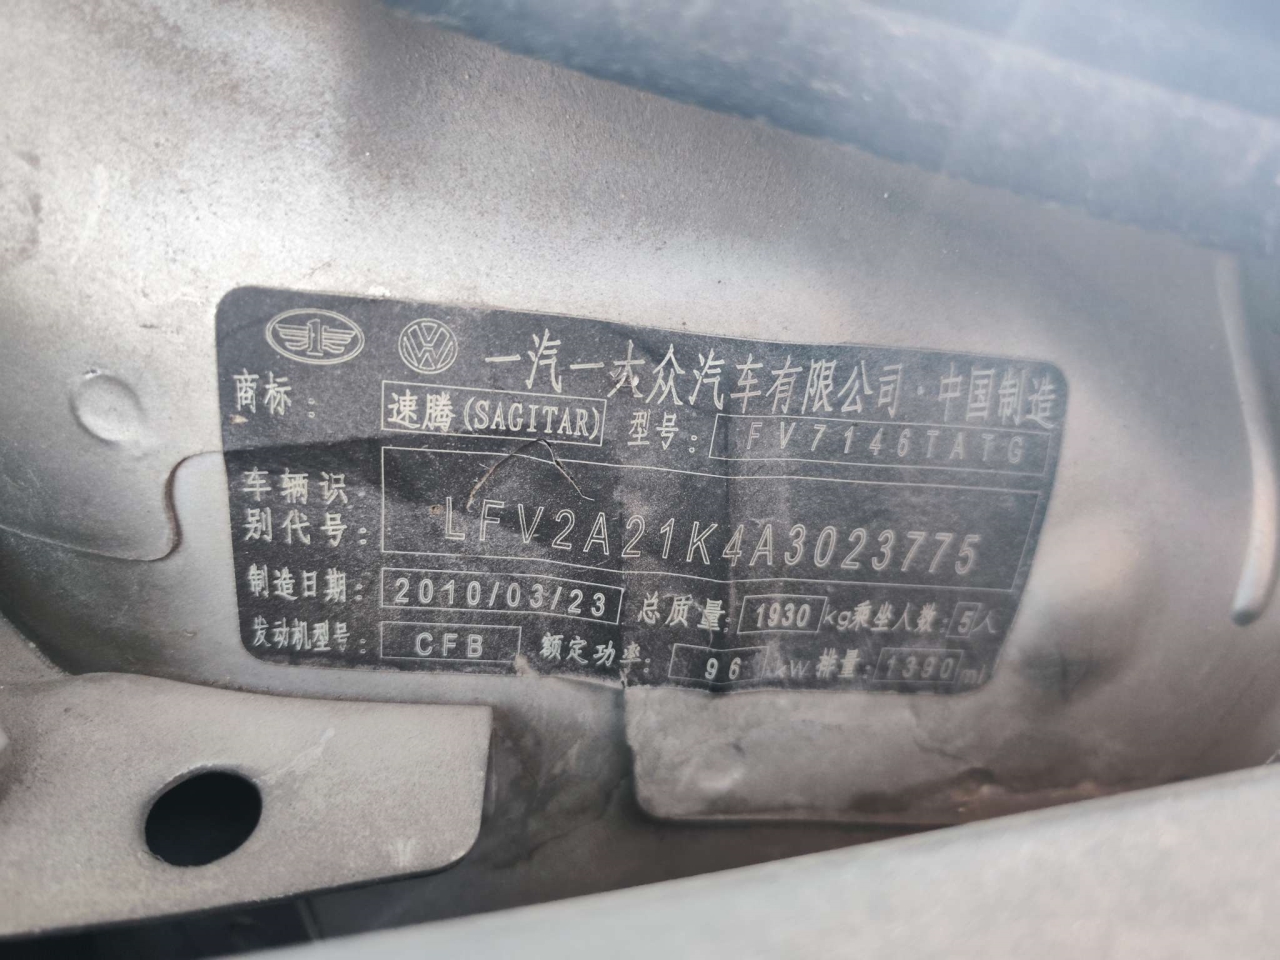 一汽一大众汽车有限公司·中国制造
商标: 速腾(SAGITAR) 型号: FV7146TATG
车辆识别代号: LFV2A21K4A3023775
制造日期: 2010/03/23 总质量: 1930 kg 乘坐人数: 5 人
发动机型号: CFB 额定功率: 96 kW 排量: 1390 ml